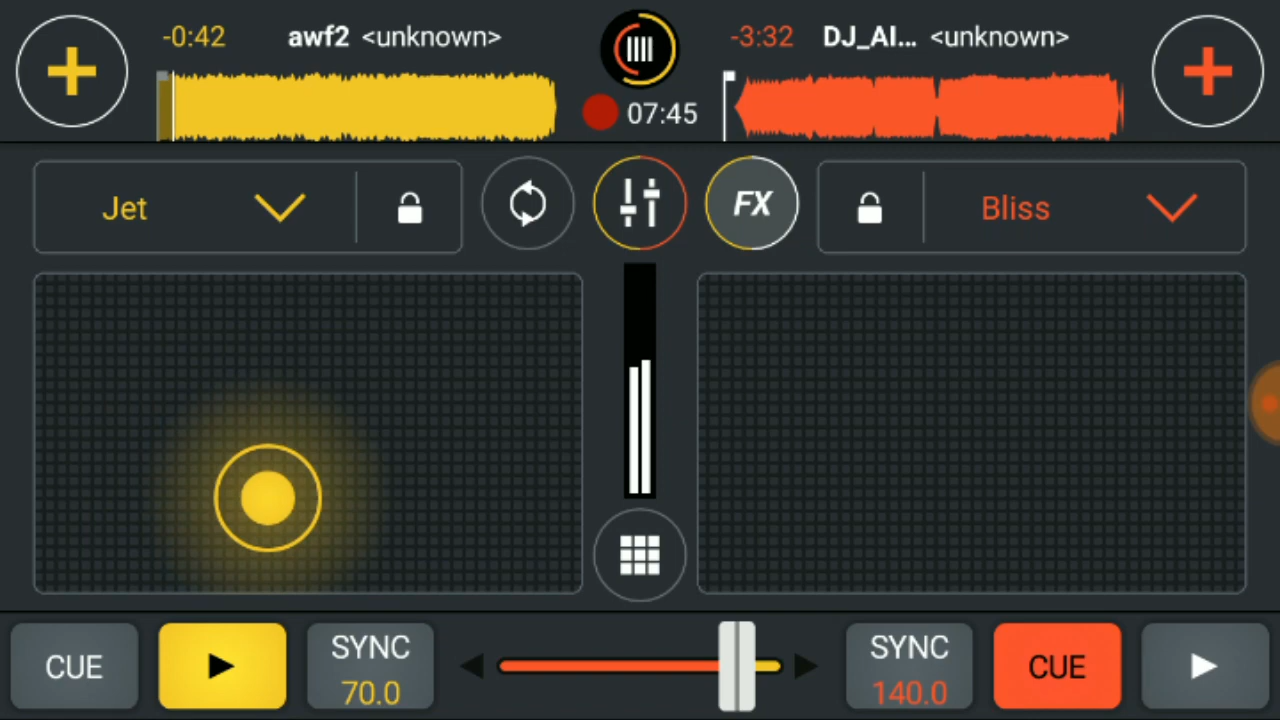 -0:42 awf2 <unknown>
-3:32 DJ_AI... <unknown>
07:45
Jet
FX
Bliss
CUE
SYNC
70.0
SYNC
140.0
CUE